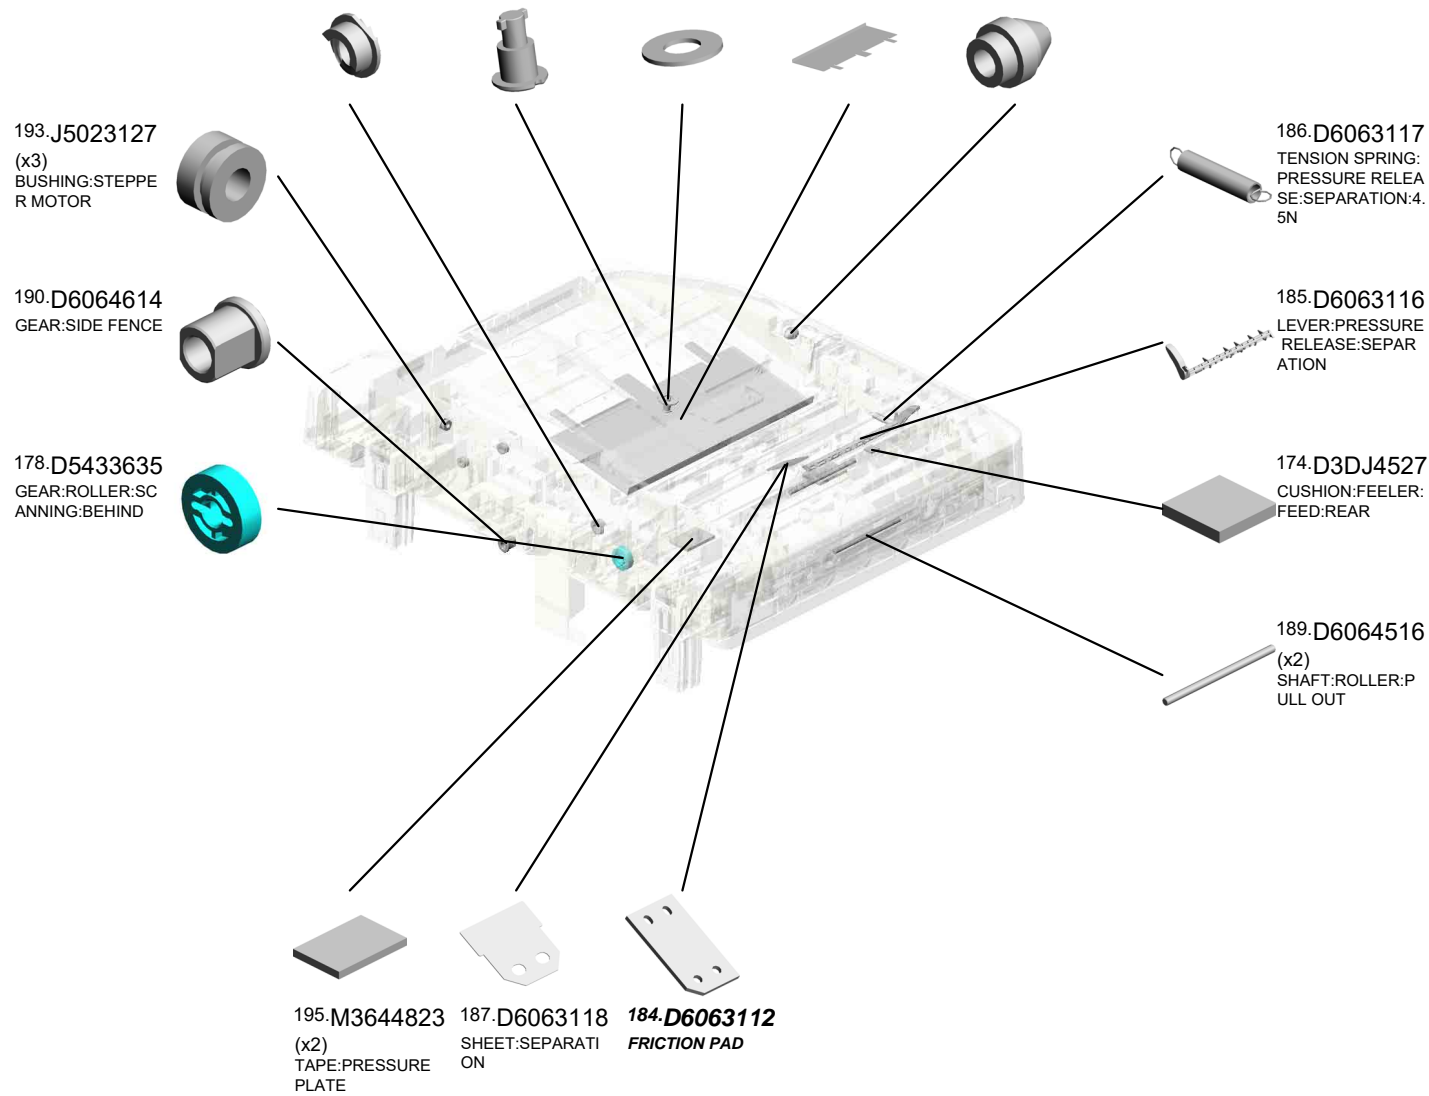 193.J5023127
(x3)
BUSHING:STEPPE
R MOTOR
190.D6064614
GEAR:SIDE FENCE
178.D5433635
GEAR:ROLLER:SC
ANNING:BEHIND
186.D6063117
TENSION SPRING:
PRESSURE RELEA
SE:SEPARATION:4.
5N
185.D6063116
LEVER:PRESSURE
RELEASE:SEPAR
ATION
174.D3DJ4527
CUSHION:FEELER:
FEED:REAR
189.D6064516
(x2)
SHAFT:ROLLER:P
ULL OUT
195.M3644823
(x2)
TAPE:PRESSURE
PLATE
187.D6063118
SHEET:SEPARATI
ON
184.D6063112
FRICTION PAD